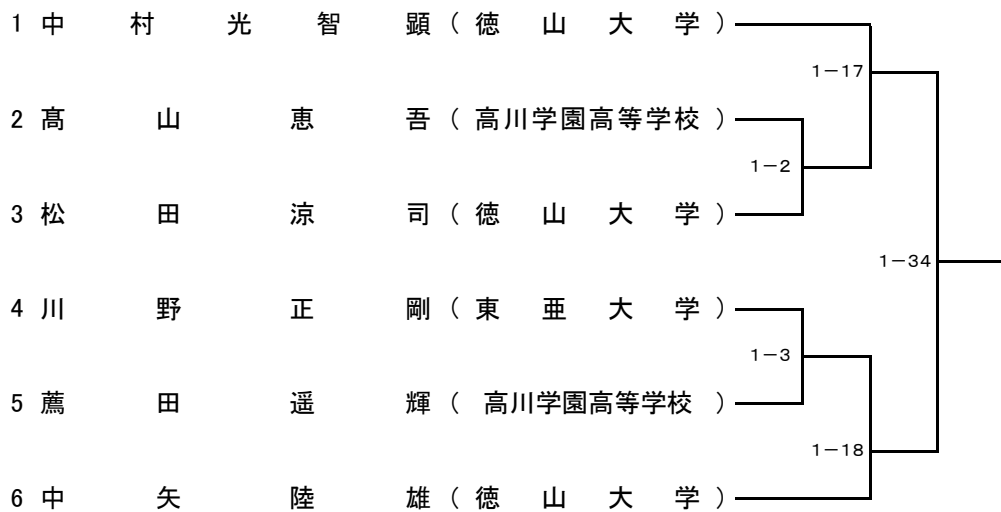 1 中村光智顕（徳山大学）
1－17
2 髙山恵吾（高川学園高等学校）
1－2
3 松田涼司（徳山大学）
1－34
4 川野正剛（東亜大学）
1－3
5 薦田遥輝（高川学園高等学校）
1－18
6 中矢陸雄（徳山大学）